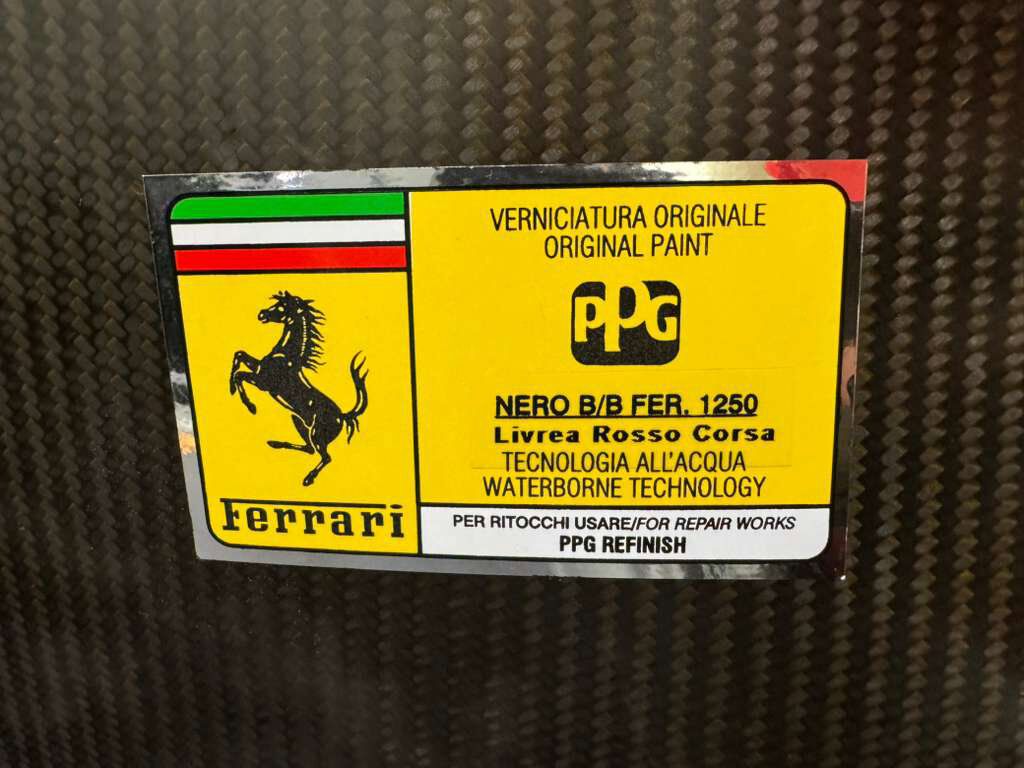 Ferrari
VERNICIATURA ORIGINALE
ORIGINAL PAINT
PPG
NERO B/B FER. 1250
Livrea Rosso Corsa
TECNOLOGIA ALL'ACQUA
WATERBORNE TECHNOLOGY
PER RITOCCHI USARE/FOR REPAIR WORKS
PPG REFINISH